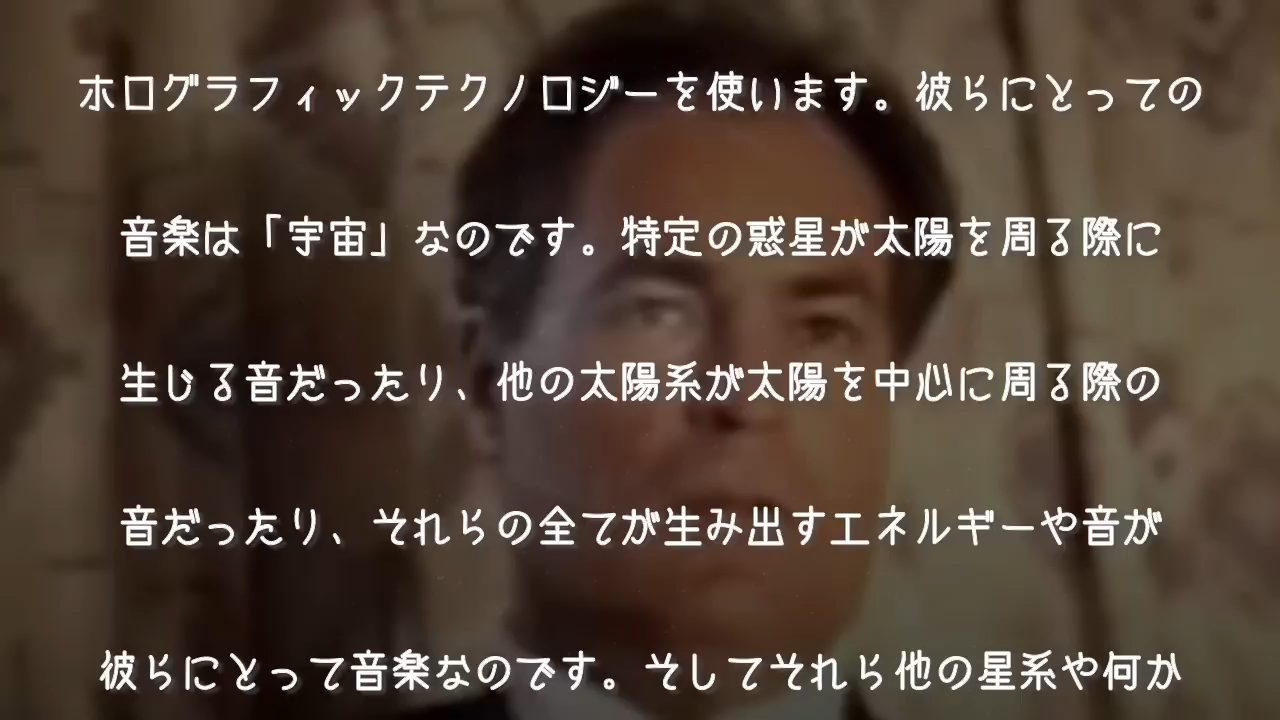 ホログラフィックテクノロジーを使います。彼らにとっての
音楽は「宇宙」なのです。特定の惑星が太陽を周る際に
生じる音だったり、他の太陽系が太陽を中心に周る際の
音だったり、それらの全てが生み出すエネルギーや音が
彼らにとって音楽なのです。そしてそれら他の星系や何か